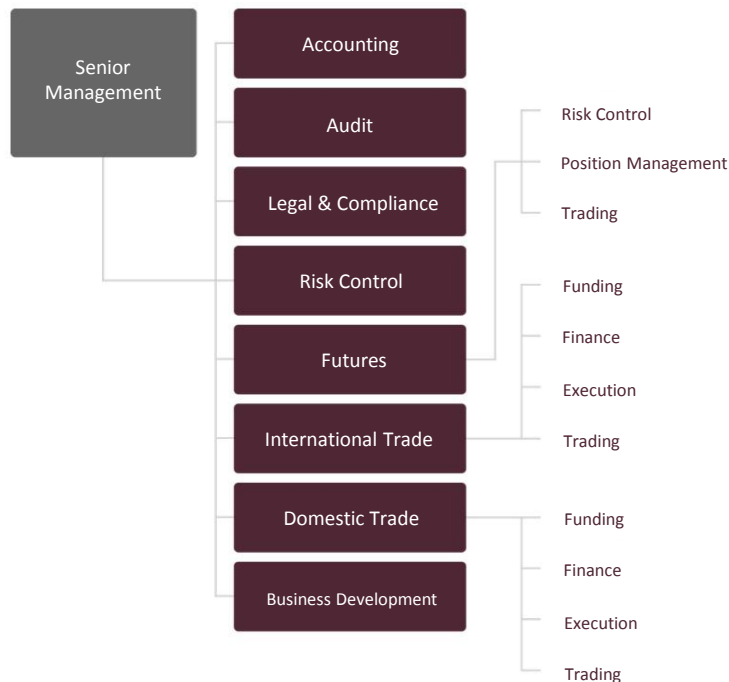 Senior
Management
Accounting
Audit
Legal & Compliance
Risk Control
Futures
International Trade
Domestic Trade
Business Development
Risk Control
Position Management
Trading
Funding
Finance
Execution
Trading
Funding
Finance
Execution
Trading